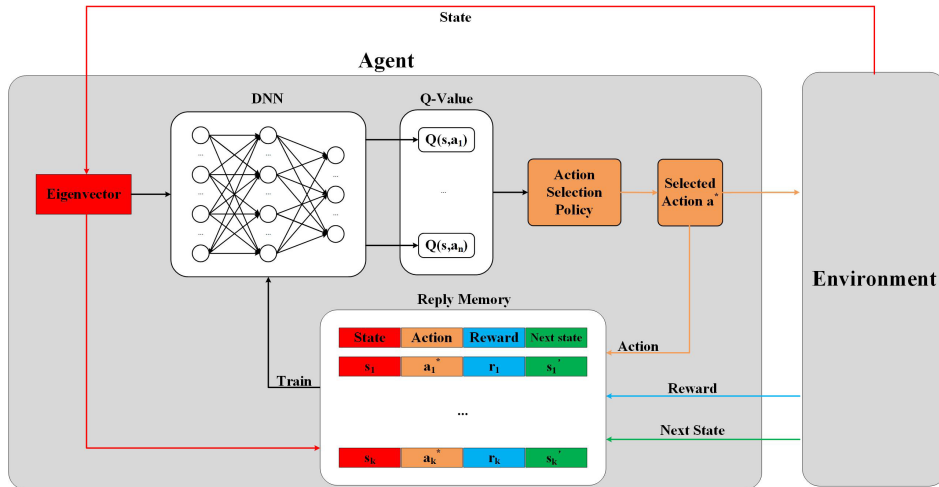 State
Agent
DNN
Q-Value
Q(s,a₁)
...
Q(s,aₙ)
Eigenvector
...
...
...
...
...
...
...
...
Action
Selection
Policy
Selected
Action a*
Environment
Reply Memory
State Action Reward Next state
s₁ a₁* r₁ s₁'
...
sₖ aₖ* rₖ sₖ'
Train
Action
Reward
Next State